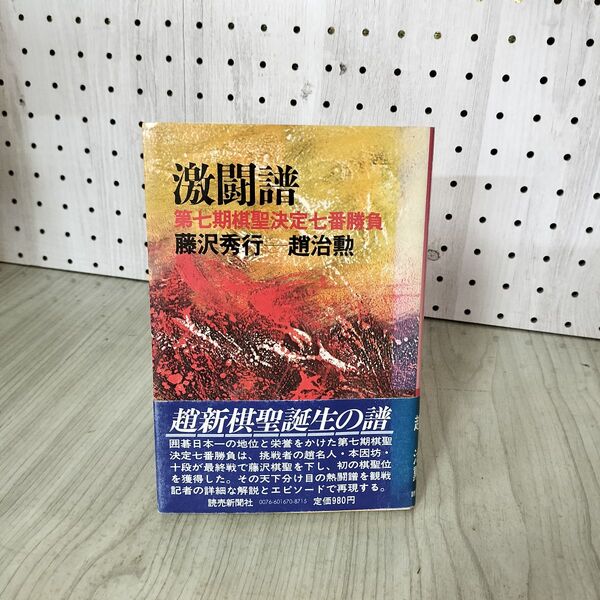 激闘譜
第七期棋聖決定七番勝負
藤沢秀行──趙治勲
趙新棋聖誕生の譜
囲碁日本一の地位と栄誉をかけた第七期棋聖
決定七番勝負は、挑戦者の趙名人・本因坊・
十段が最終戦で藤沢棋聖を下し、初の棋聖位
を獲得した。その天下分け目の熱闘譜を観戦
記者の詳細な解説とエピソードで再現する。
読売新聞社 0076-601670-8715 定価980円